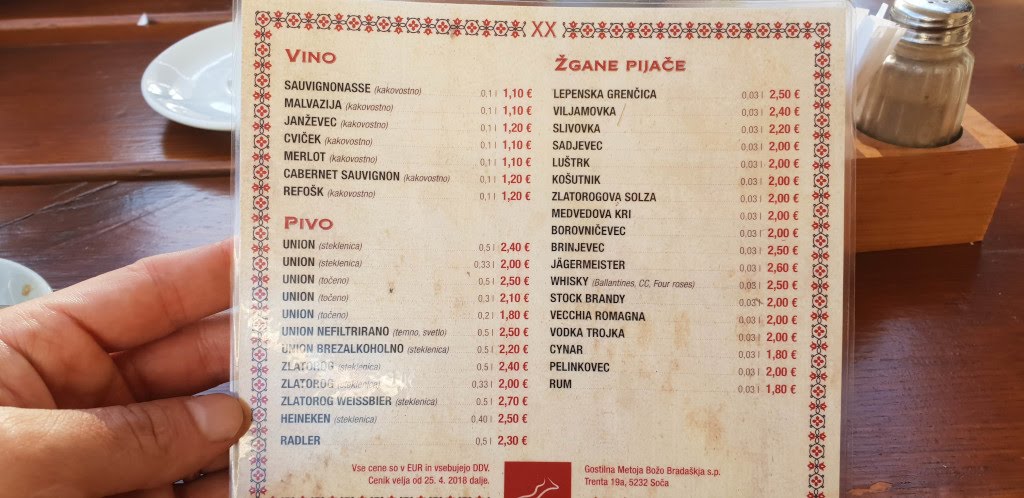 XX
VINO
SAUVIGNONASSE (kakovostno) 0,1 l 1,10 €
MALVAZIJA (kakovostno) 0,1 l 1,10 €
JANŽEVEC (kakovostno) 0,1 l 1,20 €
CVIČEK (kakovostno) 0,1 l 1,10 €
MERLOT (kakovostno) 0,1 l 1,10 €
CABERNET SAUVIGNON (kakovostno) 0,1 l 1,20 €
REFOŠK (kakovostno) 0,1 l 1,20 €
PIVO
UNION (steklenica) 0,5 l 2,40 €
UNION (steklenica) 0,33 l 2,00 €
UNION (točeno) 0,5 l 2,50 €
UNION (točeno) 0,3 l 2,10 €
UNION (točeno) 0,2 l 1,80 €
UNION NEFILTRIRANO (temno, svetlo) 0,5 l 2,50 €
UNION BREZALKOHOLNO (steklenica) 0,5 l 2,20 €
ZLATOROG (steklenica) 0,5 l 2,40 €
ZLATOROG (steklenica) 0,33 l 2,00 €
ZLATOROG WEISSBIER (steklenica) 0,5 l 2,70 €
HEINEKEN (steklenica) 0,40 l 2,50 €
RADLER 0,5 l 2,30 €
Vse cene so v EUR in vsebujejo DDV.
Cenik velja od 25. 4. 2018 dalje.
ŽGANE PIJAČE
LEPENSKA GRENČICA 0,03 l 2,50 €
VILJAMOVKA 0,03 l 2,40 €
SLIVOVKA 0,03 l 2,20 €
SADJEVEC 0,03 l 2,00 €
LUŠTRK 0,03 l 2,00 €
KOŠUTNIK 0,03 l 2,00 €
ZLATOROGOVA SOLZA 0,03 l 2,00 €
MEDVEDOVA KRI 0,03 l 2,00 €
BOROVNIČEVEC 0,03 l 2,00 €
BRINJEVEC 0,03 l 2,50 €
JÄGERMEISTER 0,03 l 2,60 €
WHISKY (Ballantines, CC, Four roses) 0,03 l 2,50 €
STOCK BRANDY 0,03 l 2,00 €
VECCHIA ROMAGNA 0,03 l 2,00 €
VODKA TROJKA 0,03 l 2,00 €
CYNAR 0,03 l 1,80 €
PELINKOVEC 0,03 l 2,00 €
RUM 0,03 l 1,80 €
Gostilna Metoja Božo Bradaškja s.p.
Trenta 19a, 5232 Soča